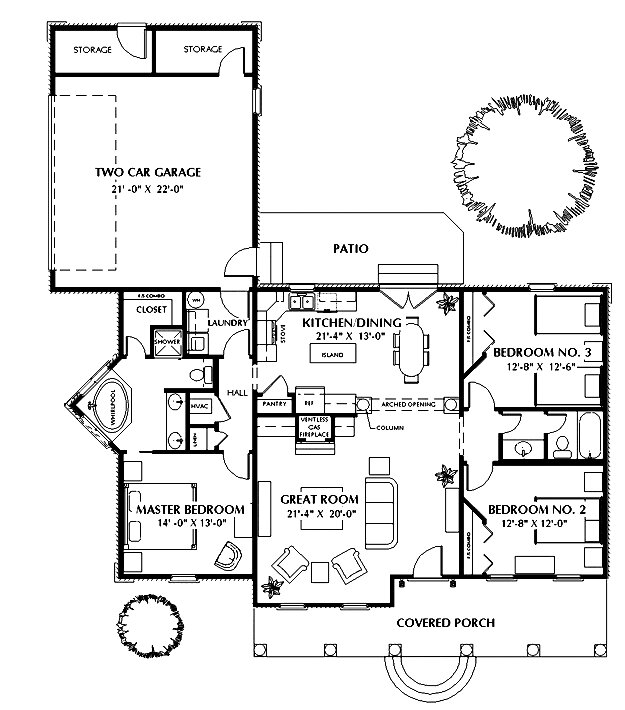 STORAGE
STORAGE
TWO CAR GARAGE
21' -0" X 22'-0"
PATIO
F.S COMBO
CLOSET
WH
LAUNDRY
SHOWER
STOVE
KITCHEN/DINING
21'-4" X 13'-0"
ISLAND
F.S COMBO
BEDROOM NO. 3
12'-8" X 12'-6"
WHIRLPOOL
HALL
HVAC
PANTRY
REF
ARCHED OPENING
COLUMN
LINEN
VENTLESS
GAS
FIREPLACE
MASTER BEDROOM
14' -0" X 13'-0"
GREAT ROOM
21'-4" X 20'-0"
BEDROOM NO. 2
12'-8" X 12'-0"
F.S COMBO
COVERED PORCH